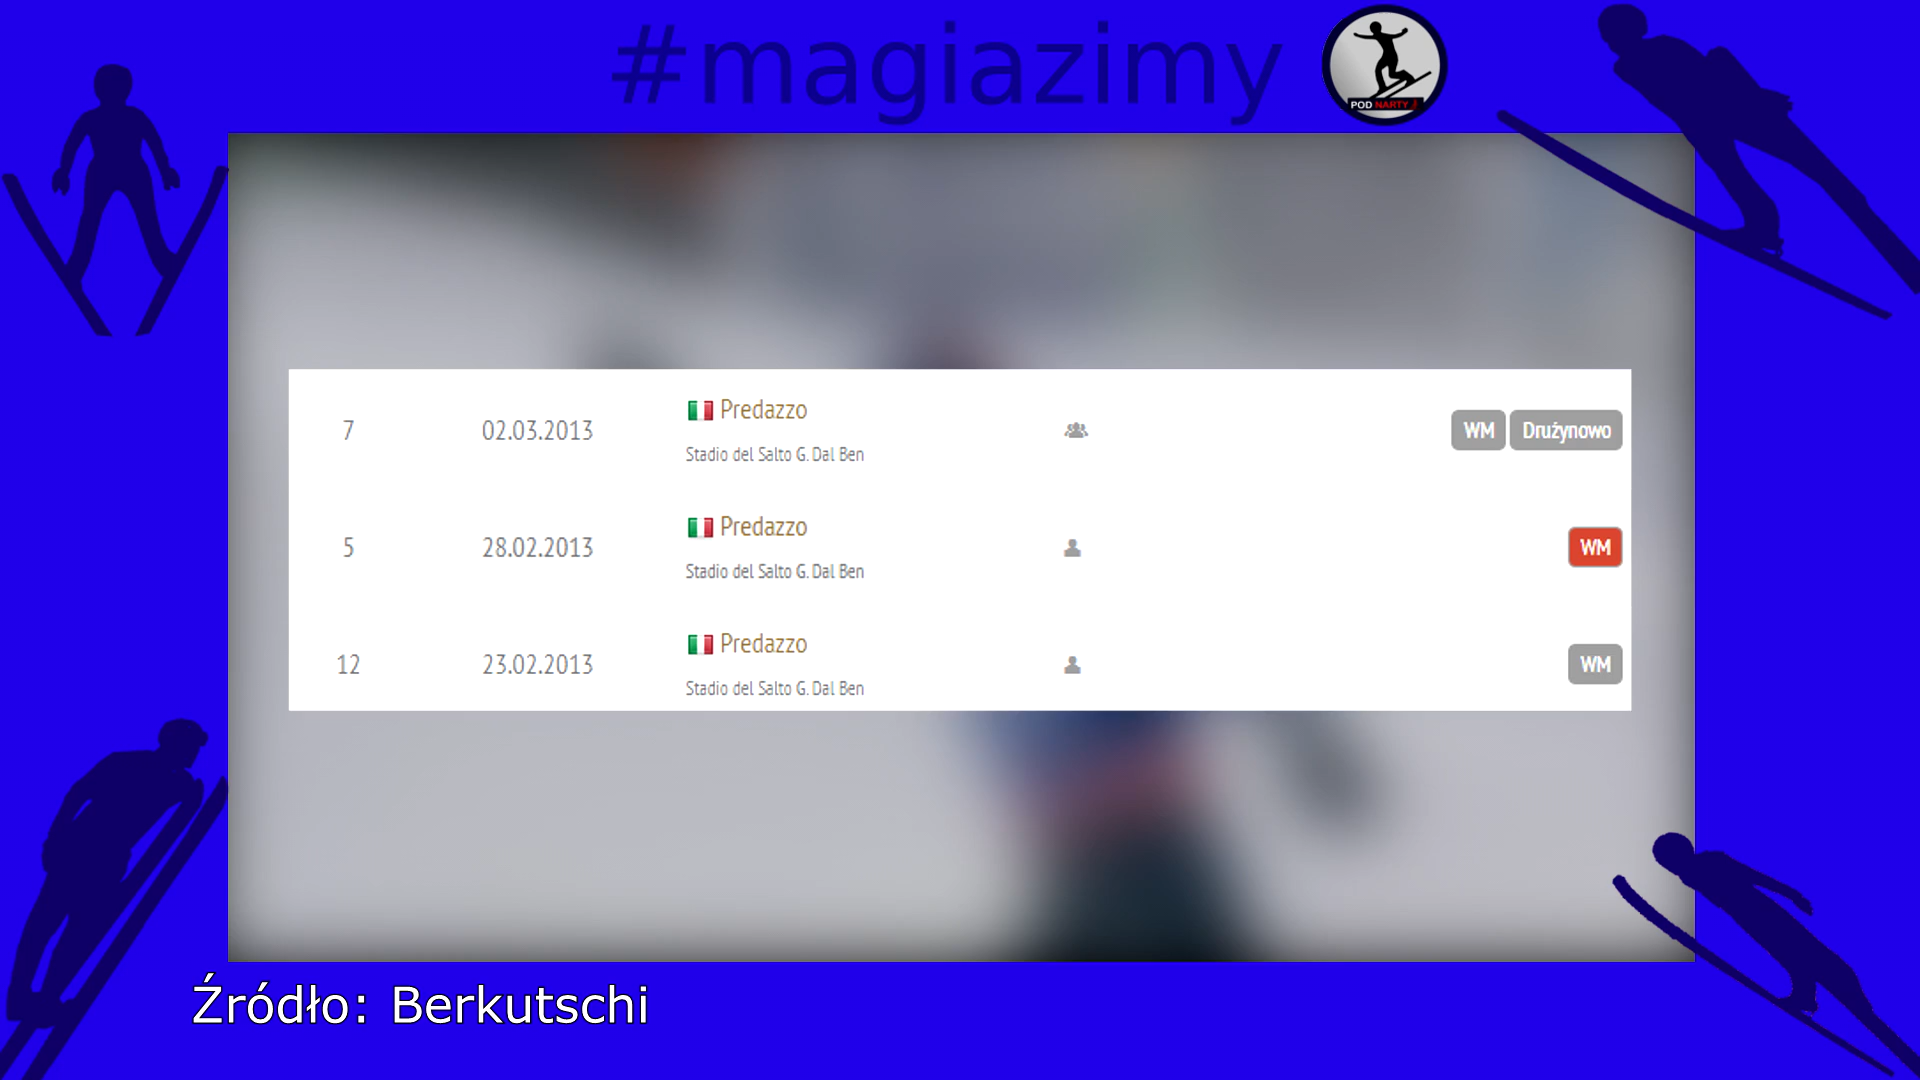 #magiazimy
POD NARTY
7 02.03.2013 Predazzo WM Drużynowo
Stadio del Salto G. Dal Ben
5 28.02.2013 Predazzo WM
Stadio del Salto G. Dal Ben
12 23.02.2013 Predazzo WM
Stadio del Salto G. Dal Ben
Źródło: Berkutschi